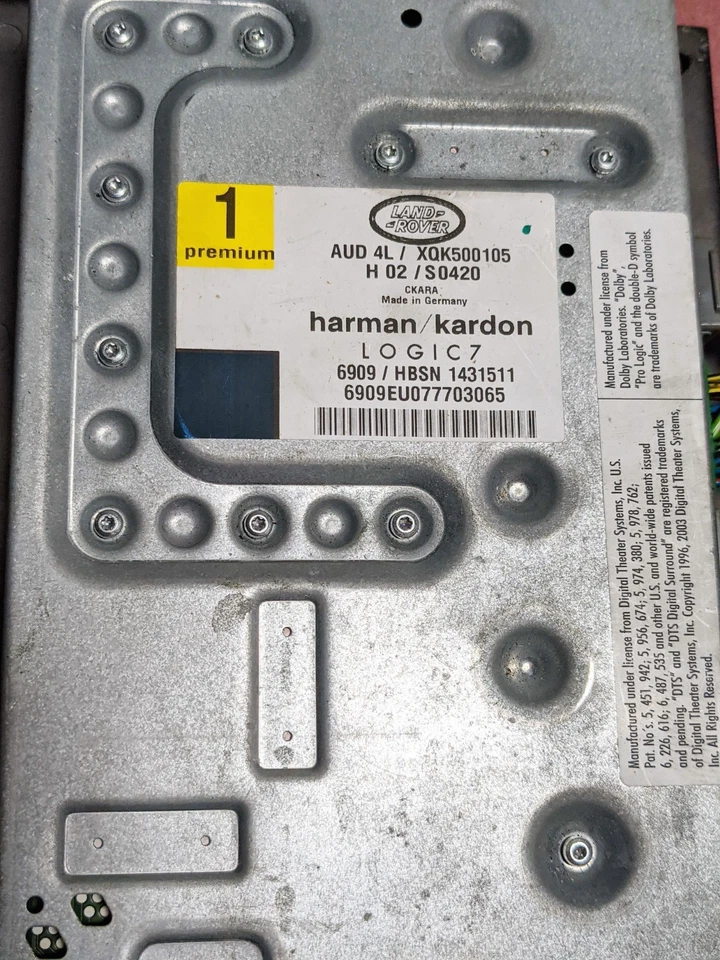 1
premium
LAND-
ROVER
AUD 4L / XQK500105
H 02 / S0420
CKARA
Made in Germany
harman/kardon
LOGIC7
6909 / HBSN 1431511
6909EU077703065
Manufactured under license from
Dolby Laboratories. "Dolby",
"Pro Logic" and the double-D symbol
are trademarks of Dolby Laboratories.
Manufactured under license from Digital Theater Systems, Inc. U.S.
Pat. No's. 5, 451, 942; 5, 956, 674; 5, 974, 380; 5, 978, 762;
6, 226, 616; 6, 487, 535 and other U.S. and world-wide patents issued
and pending. "DTS" and "DTS Digital Surround" are registered trademarks
of Digital Theater Systems, Inc. Copyright 1996, 2003 Digital Theater Systems,
Inc. All Rights Reserved.